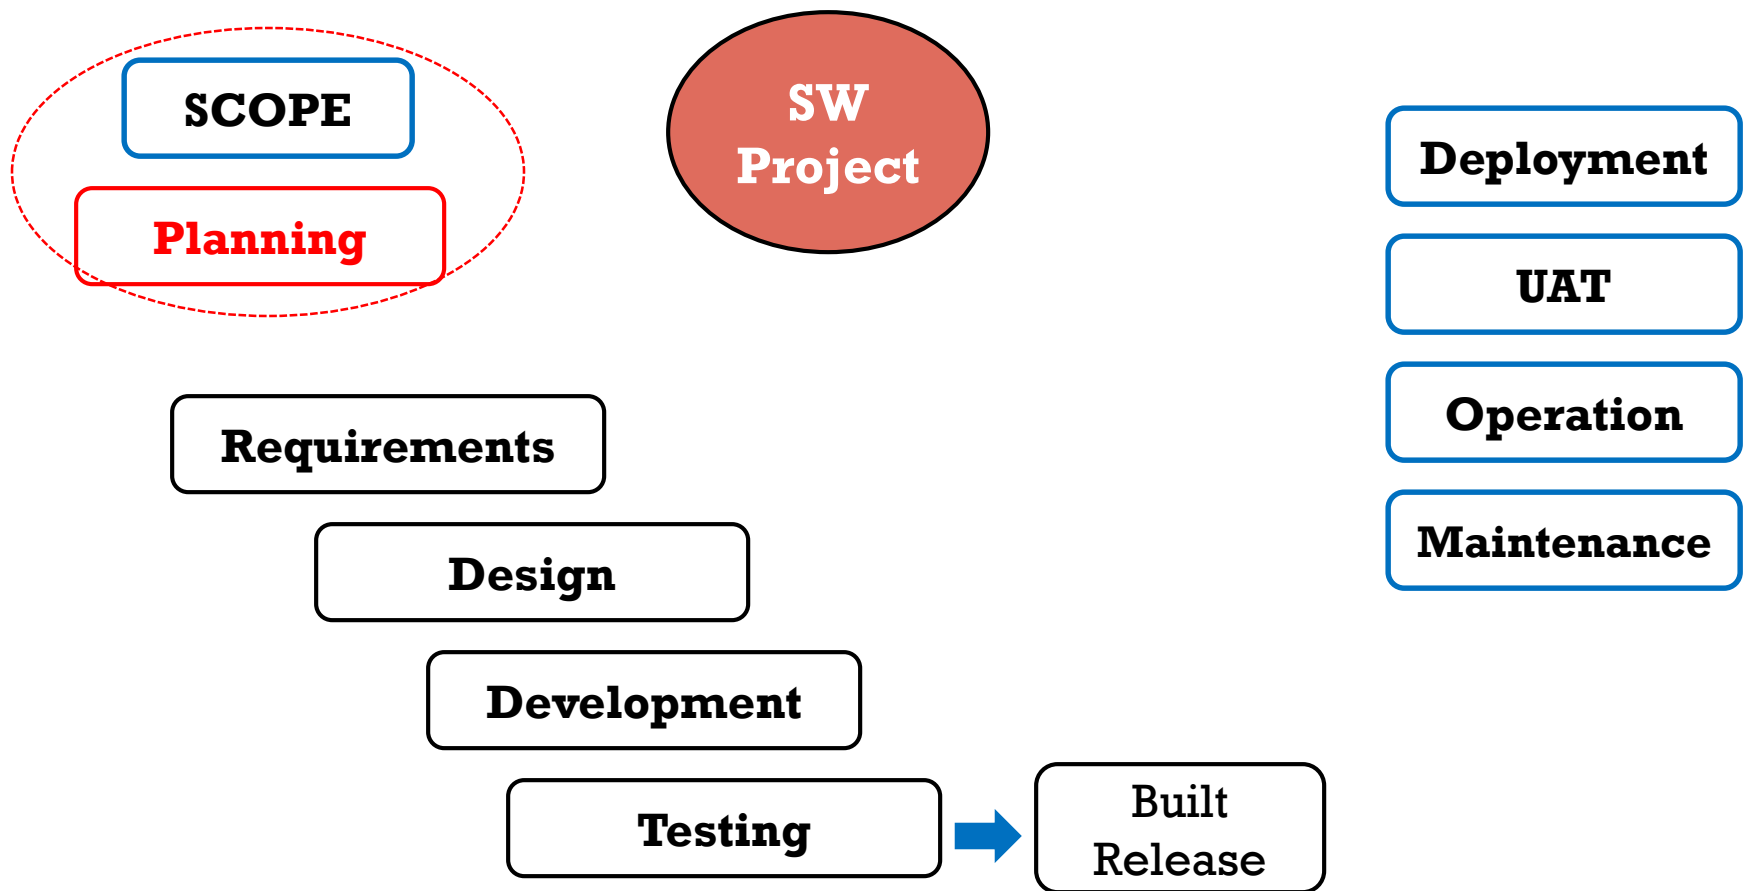 SCOPE
Planning
SW
Project
Requirements
Design
Development
Testing
Built
Release
Deployment
UAT
Operation
Maintenance